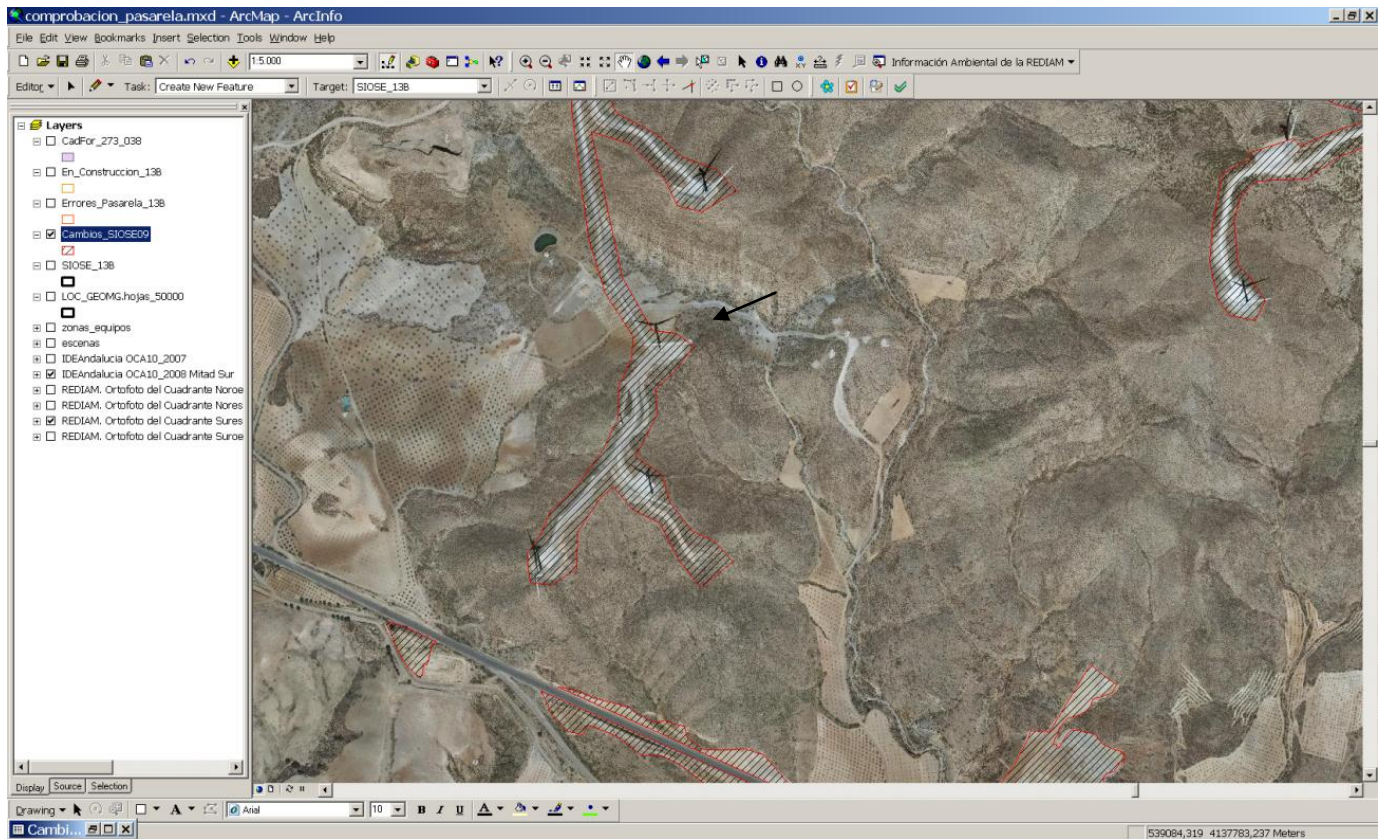 comprobacion_pasarela.mxd - ArcMap - ArcInfo
File Edit View Bookmarks Insert Selection Tools Window Help
1:5.000
Información Ambiental de la REDIAM
Editor Task: Create New Feature Target: SIOSE_13B
Layers
CadFor_273_038
En_Construccion_13B
Errores_Pasarela_13B
Cambios_SIOSE09
SIOSE_13B
LOC_GEOMG.hojas_50000
zonas_equipos
escenas
IDEAndalucia OCA10_2007
IDEAndalucia OCA10_2008 Mitad Sur
REDIAM. Ortofoto del Cuadrante Noroe
REDIAM. Ortofoto del Cuadrante Nores
REDIAM. Ortofoto del Cuadrante Sures
REDIAM. Ortofoto del Cuadrante Suroe
Display Source Selection
Drawing A Arial 10 B I U A
Cambi...
539084,319 4137783,237 Meters